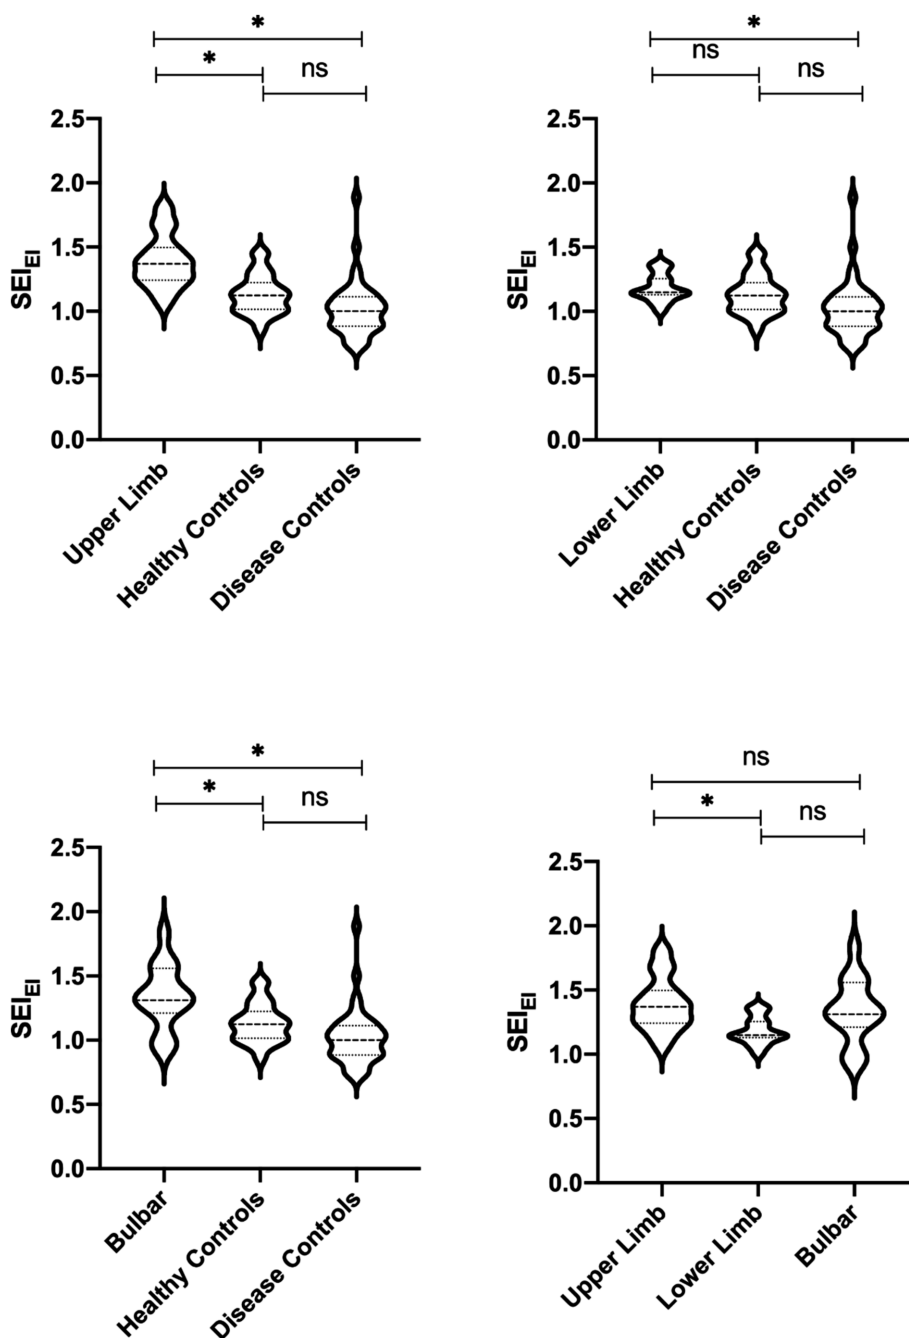 *
* ns
2.5
2.0
1.5
1.0
0.5
0.0
SEIEI
Upper Limb
Healthy Controls
Disease Controls
*
ns ns
2.5
2.0
1.5
1.0
0.5
0.0
SEIEI
Lower Limb
Healthy Controls
Disease Controls
*
* ns
2.5
2.0
1.5
1.0
0.5
0.0
SEIEI
Bulbar
Healthy Controls
Disease Controls
ns
* ns
2.5
2.0
1.5
1.0
0.5
0.0
SEIEI
Upper Limb
Lower Limb
Bulbar